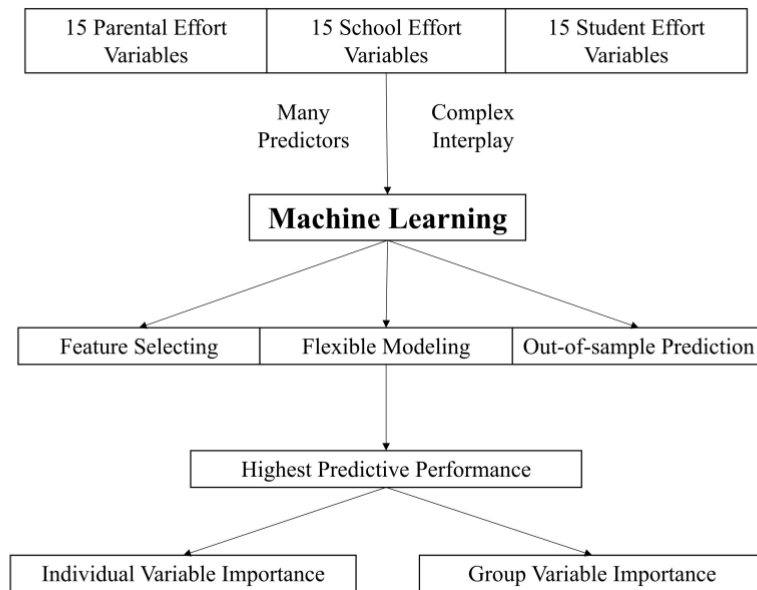 15 Parental Effort
Variables
15 School Effort
Variables
15 Student Effort
Variables
Many
Predictors
Complex
Interplay
Machine Learning
Feature Selecting
Flexible Modeling
Out-of-sample Prediction
Highest Predictive Performance
Individual Variable Importance
Group Variable Importance